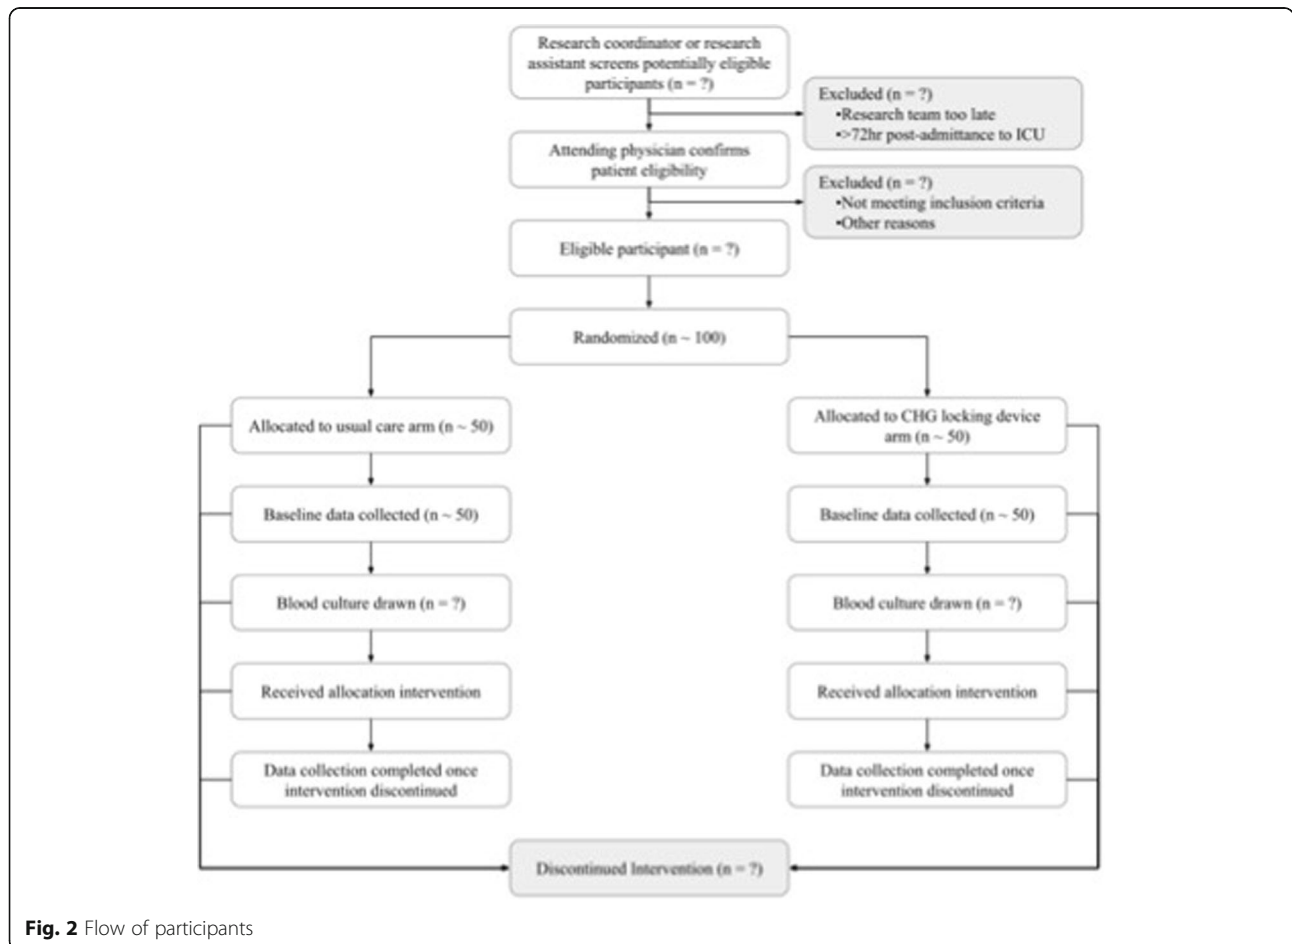 Research coordinator or research
assistant screens potentially eligible
participants (n = ?)
Excluded (n = ?)
•Research team too late
•>72hr post-admittance to ICU
Attending physician confirms
patient eligibility
Excluded (n = ?)
•Not meeting inclusion criteria
•Other reasons
Eligible participant (n = ?)
Randomized (n ~ 100)
Allocated to usual care arm (n ~ 50)
Allocated to CHG locking device
arm (n ~ 50)
Baseline data collected (n ~ 50)
Baseline data collected (n ~ 50)
Blood culture drawn (n = ?)
Blood culture drawn (n = ?)
Received allocation intervention
Received allocation intervention
Data collection completed once
intervention discontinued
Data collection completed once
intervention discontinued
Discontinued Intervention (n = ?)
Fig. 2 Flow of participants